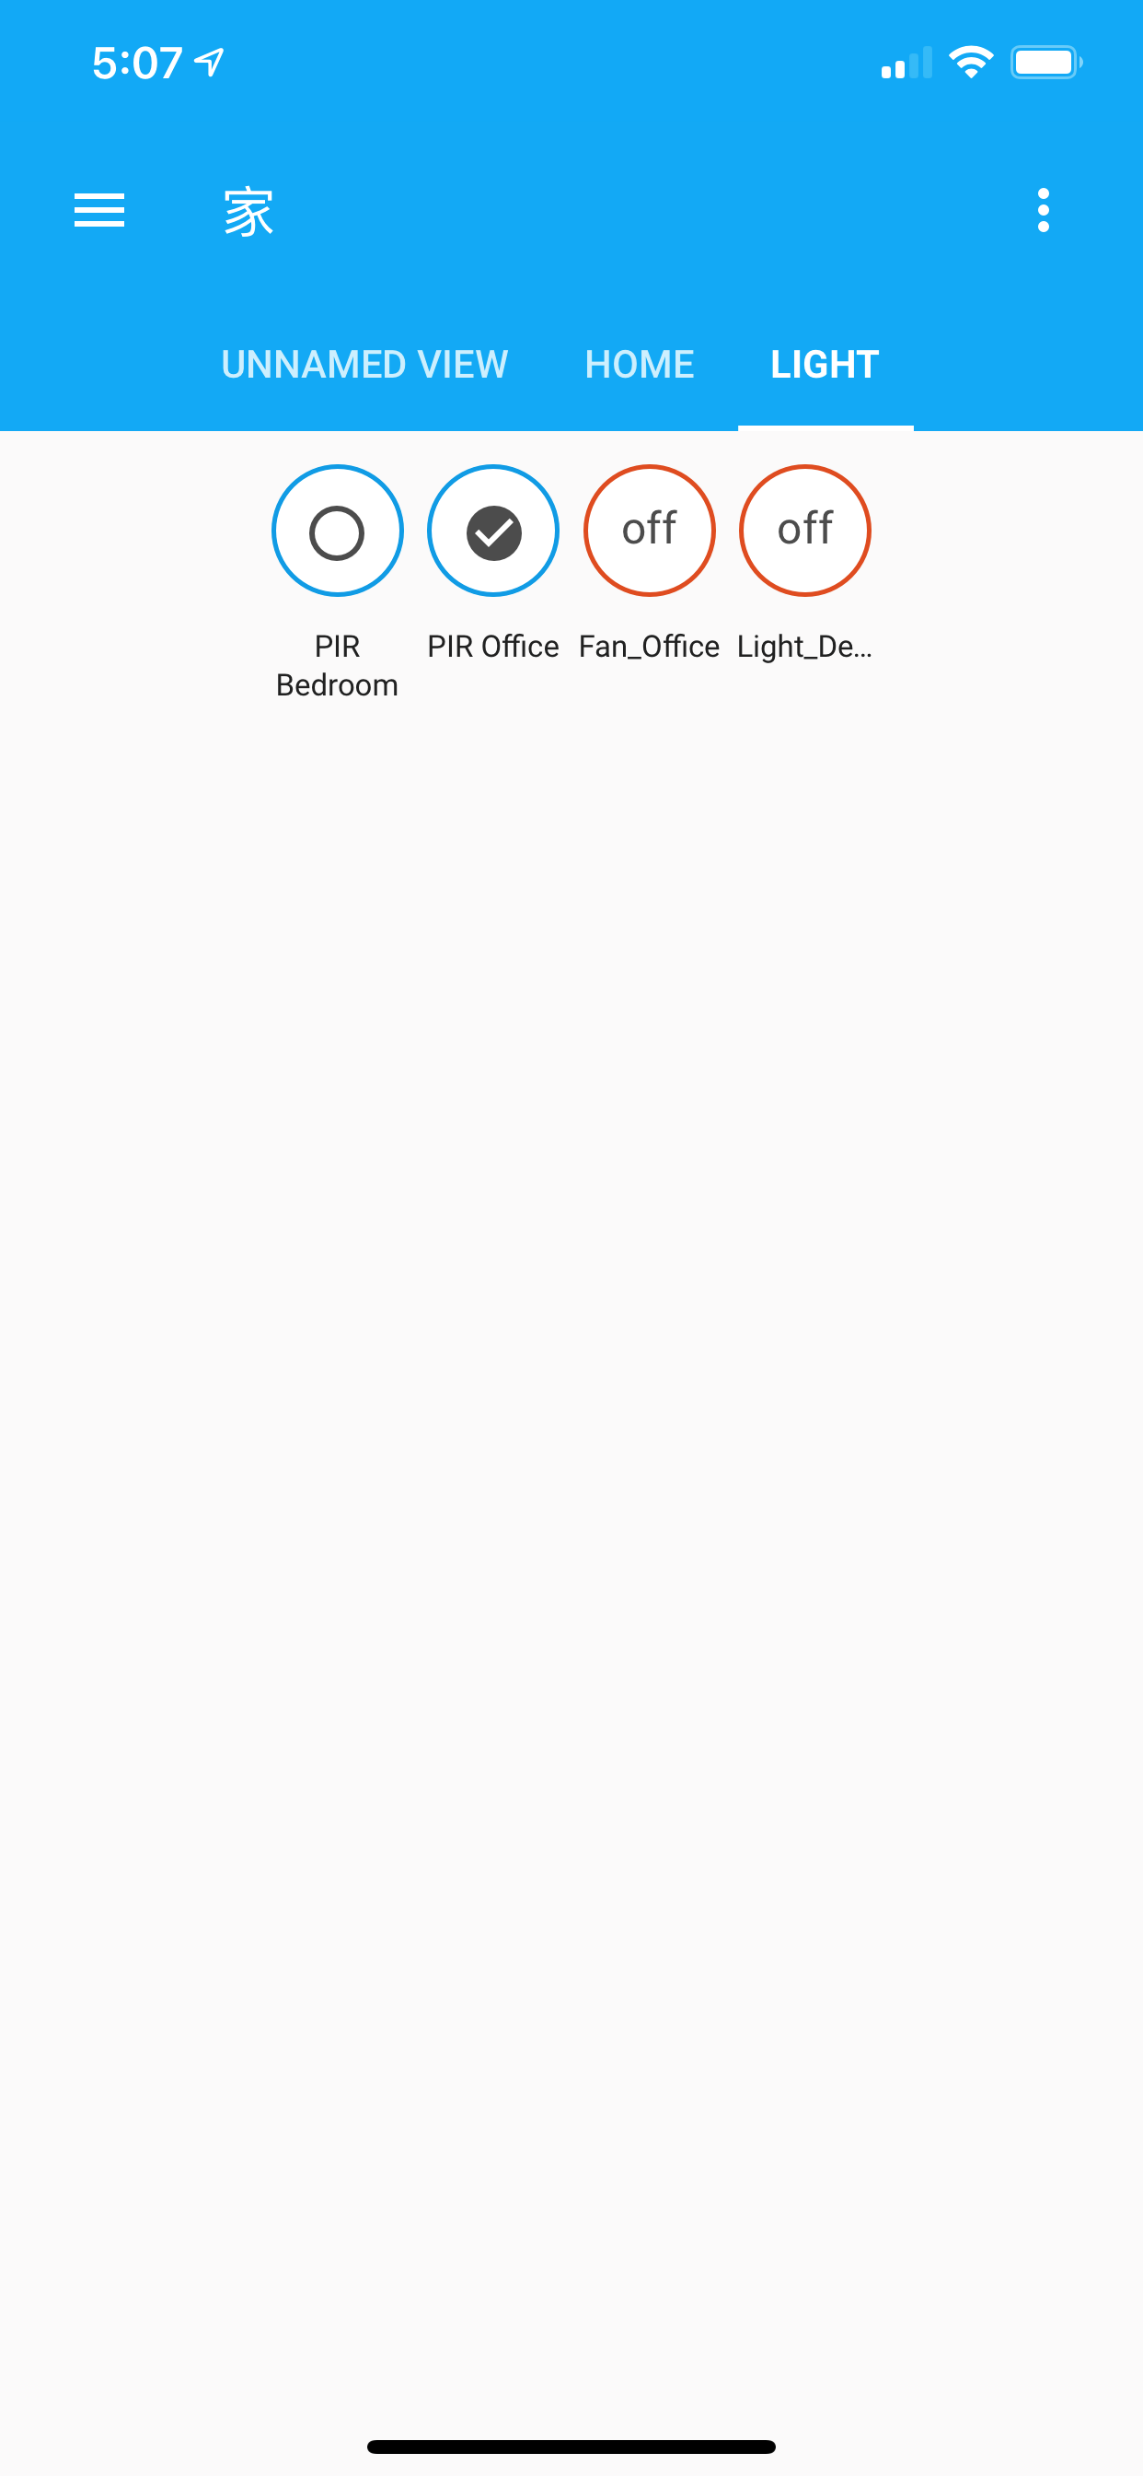 5:07
家
UNNAMED VIEW HOME LIGHT
off off
PIR Bedroom PIR Office Fan_Office Light_De...